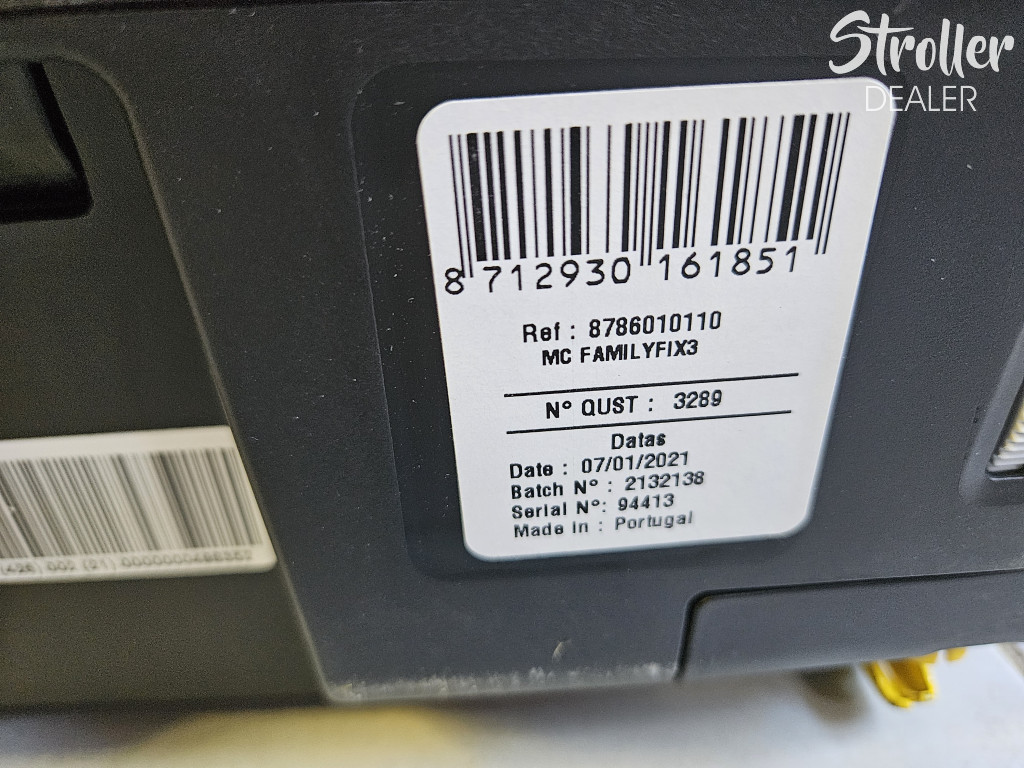 Stroller
DEALER
8 712930 161851
Ref : 8786010110
MC FAMILYFIX3
N° QUST : 3289
Datas
Date : 07/01/2021
Batch N° : 2132138
Serial N°: 94413
Made in : Portugal